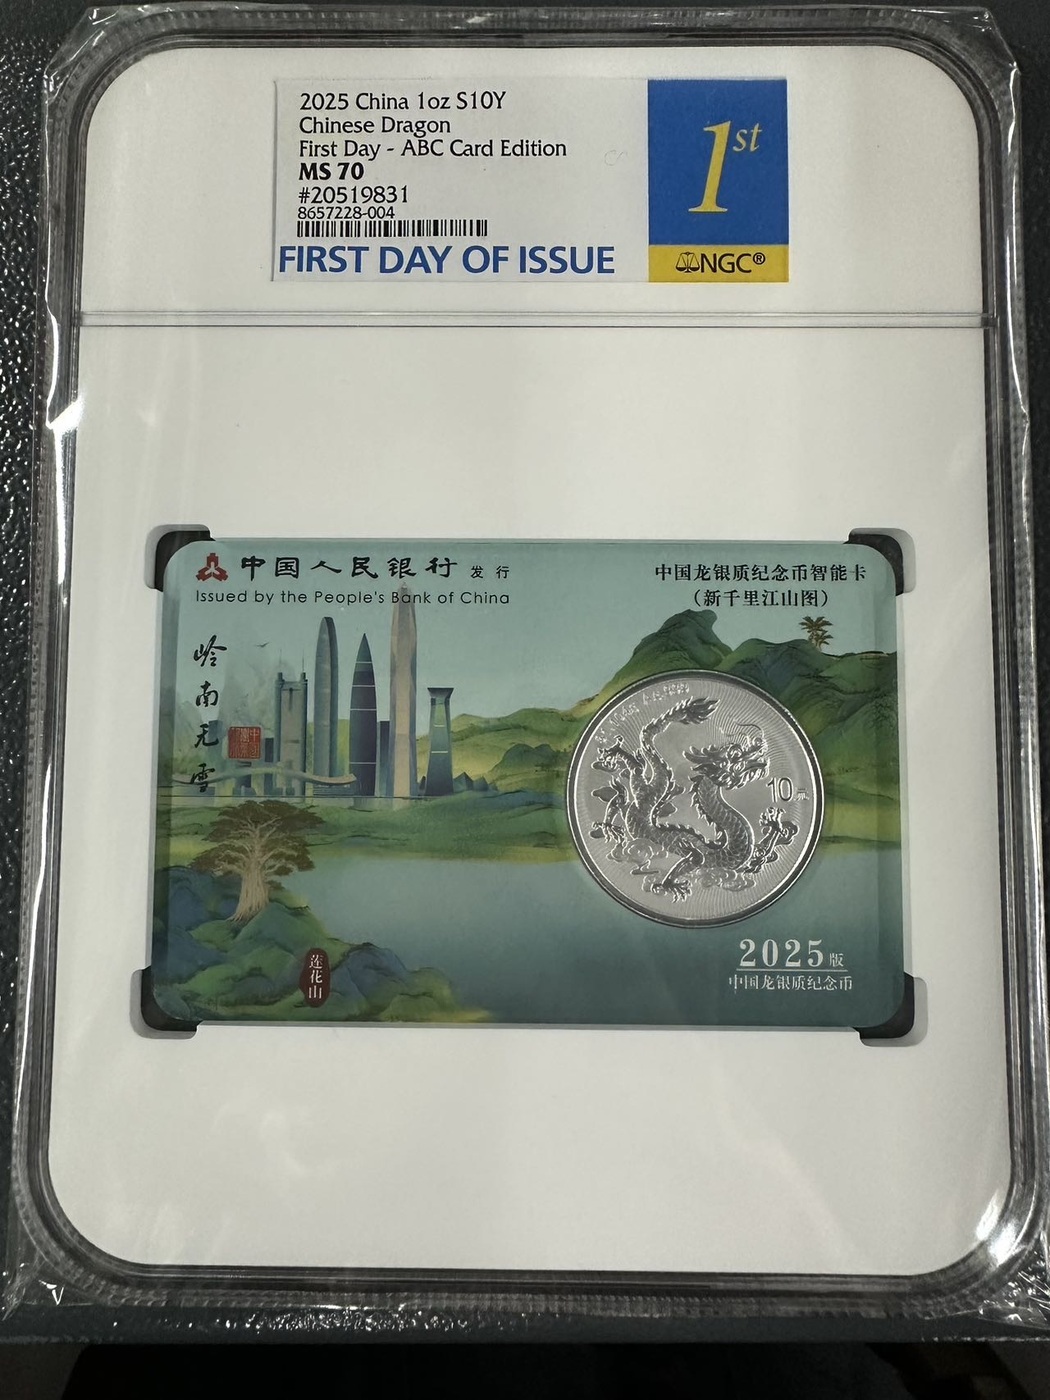 2025 China 1oz S10Y
Chinese Dragon
First Day - ABC Card Edition
MS 70
#20519831
8657228-004
FIRST DAY OF ISSUE
1st
NGC®
中国人民银行 发行
Issued by the People's Bank of China
中国龙银质纪念币智能卡
（新千里江山图）
岭南无雪
10元
莲花山
2025版
中国龙银质纪念币